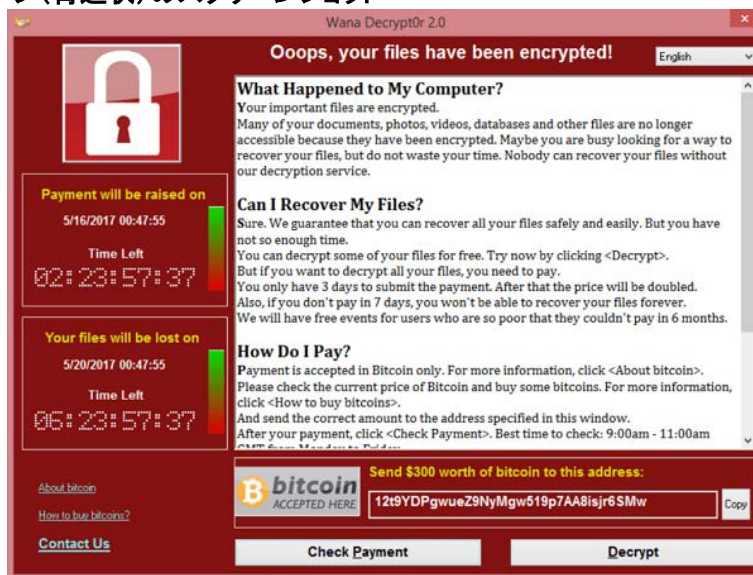 Wana Decrypt0r 2.0
Ooops, your files have been encrypted!
English
What Happened to My Computer?
Your important files are encrypted.
Many of your documents, photos, videos, databases and other files are no longer
accessible because they have been encrypted. Maybe you are busy looking for a way to
recover your files, but do not waste your time. Nobody can recover your files without
our decryption service.
Can I Recover My Files?
Sure. We guarantee that you can recover all your files safely and easily. But you have
not so enough time.
You can decrypt some of your files for free. Try now by clicking <Decrypt>.
But if you want to decrypt all your files, you need to pay.
You only have 3 days to submit the payment. After that the price will be doubled.
Also, if you don't pay in 7 days, you won't be able to recover your files forever.
We will have free events for users who are so poor that they couldn't pay in 6 months.
How Do I Pay?
Payment is accepted in Bitcoin only. For more information, click <About bitcoin>.
Please check the current price of Bitcoin and buy some bitcoins. For more information,
click <How to buy bitcoins>.
And send the correct amount to the address specified in this window.
After your payment, click <Check Payment>. Best time to check: 9:00am - 11:00am
GMT from Monday to Friday.
Payment will be raised on
5/16/2017 00:47:55
Time Left
02:23:57:37
Your files will be lost on
5/20/2017 00:47:55
Time Left
06:23:57:37
About bitcoin
How to buy bitcoins?
Contact Us
bitcoin
ACCEPTED HERE
Send $300 worth of bitcoin to this address:
12t9YDPgwueZ9NyMgw519p7AA8isjr6SMw
Copy
Check Payment
Decrypt